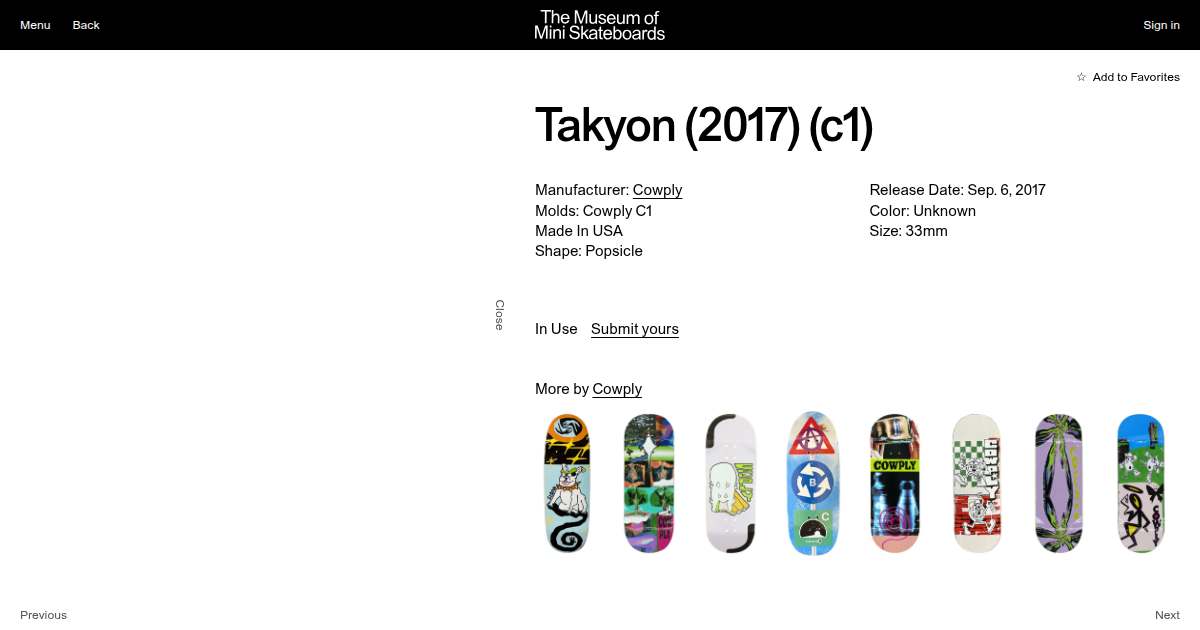 Menu
Back
The Museum of
Mini Skateboards
Sign in
☆ Add to Favorites
Takyon (2017) (c1)
Manufacturer: Cowply
Molds: Cowply C1
Made In USA
Shape: Popsicle
Release Date: Sep. 6, 2017
Color: Unknown
Size: 33mm
Close
In Use
Submit yours
More by Cowply
B
C
COWPLY
Previous
Next